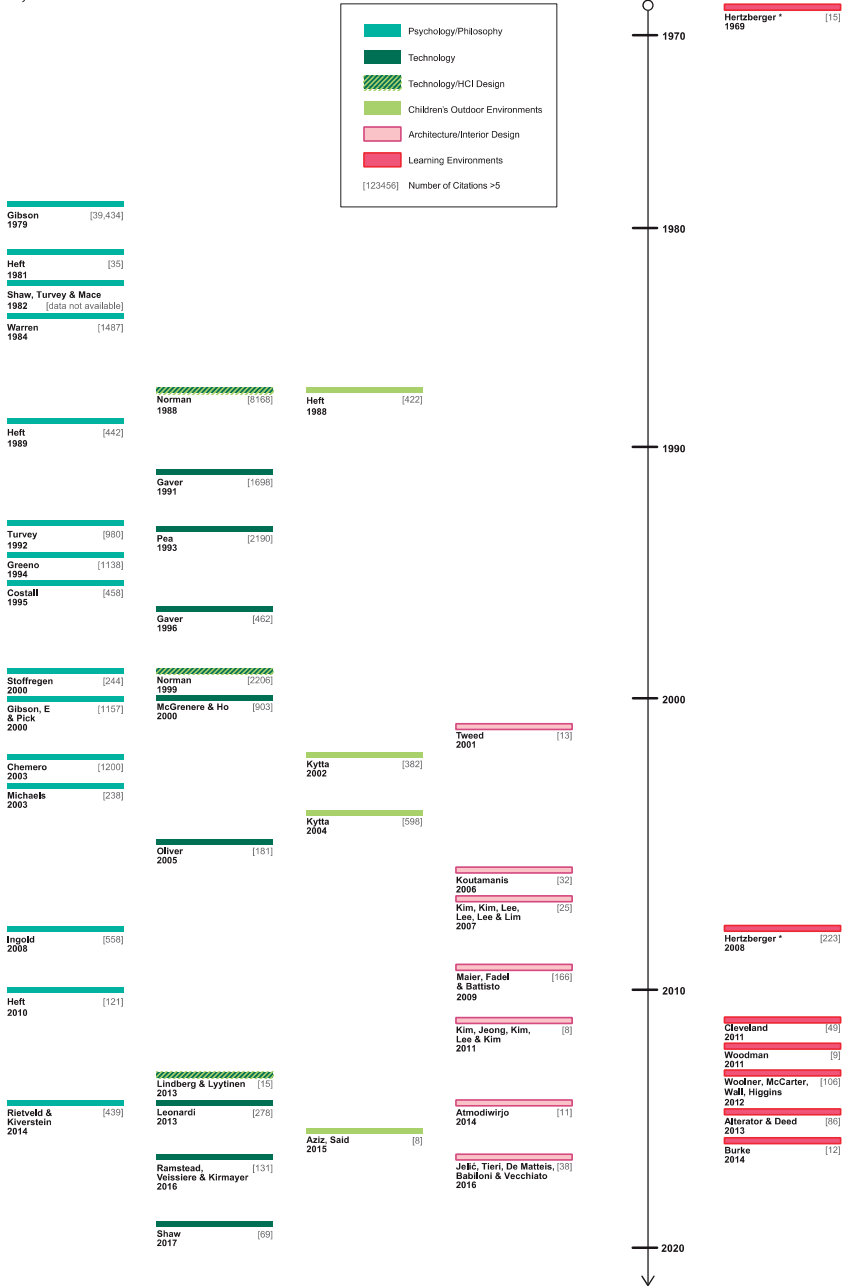 Psychology/Philosophy
Technology
Technology/HCI Design
Children's Outdoor Environments
Architecture/Interior Design
Learning Environments
[123456] Number of Citations >5
Hertzberger * [15]
1969
1970
Gibson [39,434]
1979
1980
Heft [35]
1981
Shaw, Turvey & Mace
1982 [data not available]
Warren [1487]
1984
Norman [8168]
1988
Heft [422]
1988
Heft [442]
1989
1990
Gaver [1698]
1991
Turvey [980]
1992
Pea [2190]
1993
Greeno [1138]
1994
Costall [458]
1995
Gaver [462]
1996
Stoffregen [244]
2000
Norman [2206]
1999
Gibson, E [1157]
& Pick
2000
McGrenere & Ho [903]
2000
2000
Tweed [13]
2001
Chemero [1200]
2003
Kytta [382]
2002
Michaels [238]
2003
Kytta [598]
2004
Oliver [181]
2005
Koutamanis [32]
2006
Kim, Kim, Lee, [25]
Lee, Lee & Lim
2007
Ingold [558]
2008
Hertzberger * [223]
2008
Maier, Fadel [166]
& Battisto
2009
2010
Heft [121]
2010
Kim, Jeong, Kim, [8]
Lee & Kim
2011
Cleveland [49]
2011
Woodman [9]
2011
Lindberg & Lyytinen [15]
2013
Woolner, McCarter, [106]
Wall, Higgins
2012
Rietveld & [439]
Kiverstein
2014
Leonardi [278]
2013
Atmodiwirjo [11]
2014
Alterator & Deed [86]
2013
Aziz, Said [8]
2015
Burke [12]
2014
Ramstead, [131]
Veissiere & Kirmayer
2016
Jelić, Tieri, De Matteis, [38]
Babiloni & Vecchiato
2016
Shaw [69]
2017
2020